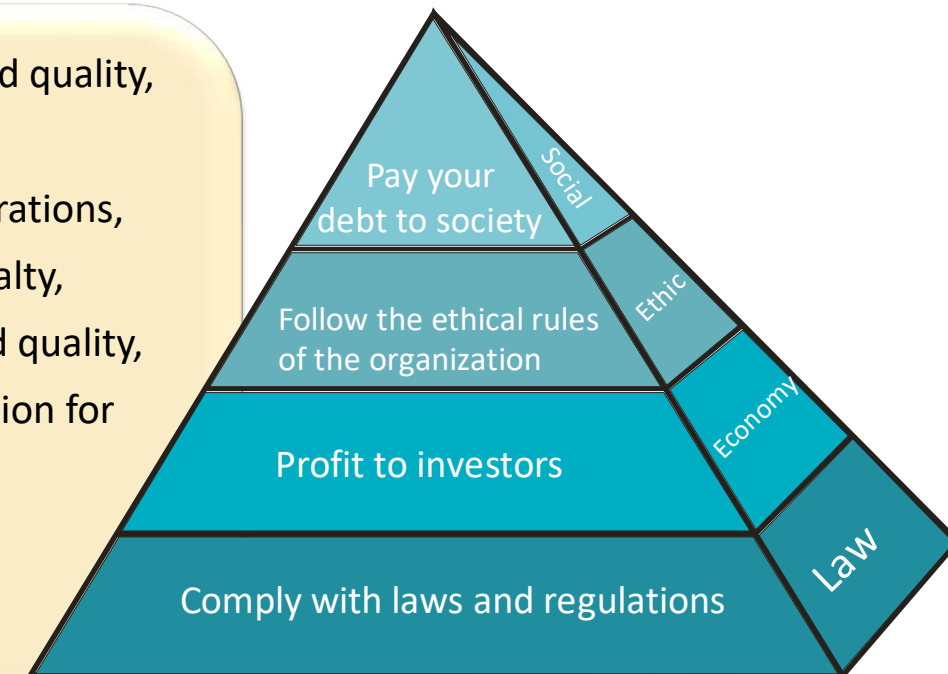 d quality,
rations,
alty,
d quality,
ion for
Pay your
debt to society
Social
Follow the ethical rules
of the organization
Ethic
Profit to investors
Economy
Comply with laws and regulations
Law